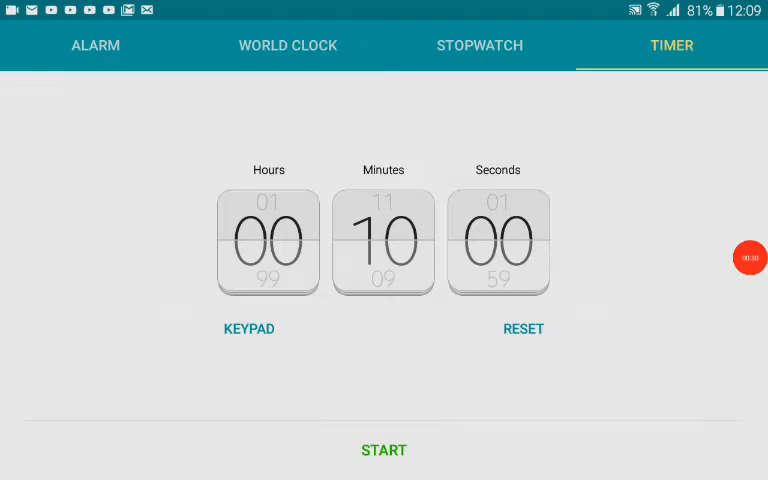 81% 12:09
ALARM WORLD CLOCK STOPWATCH TIMER
Hours Minutes Seconds
01 11 01
00 10 00
99 09 59
00:30
KEYPAD RESET
START